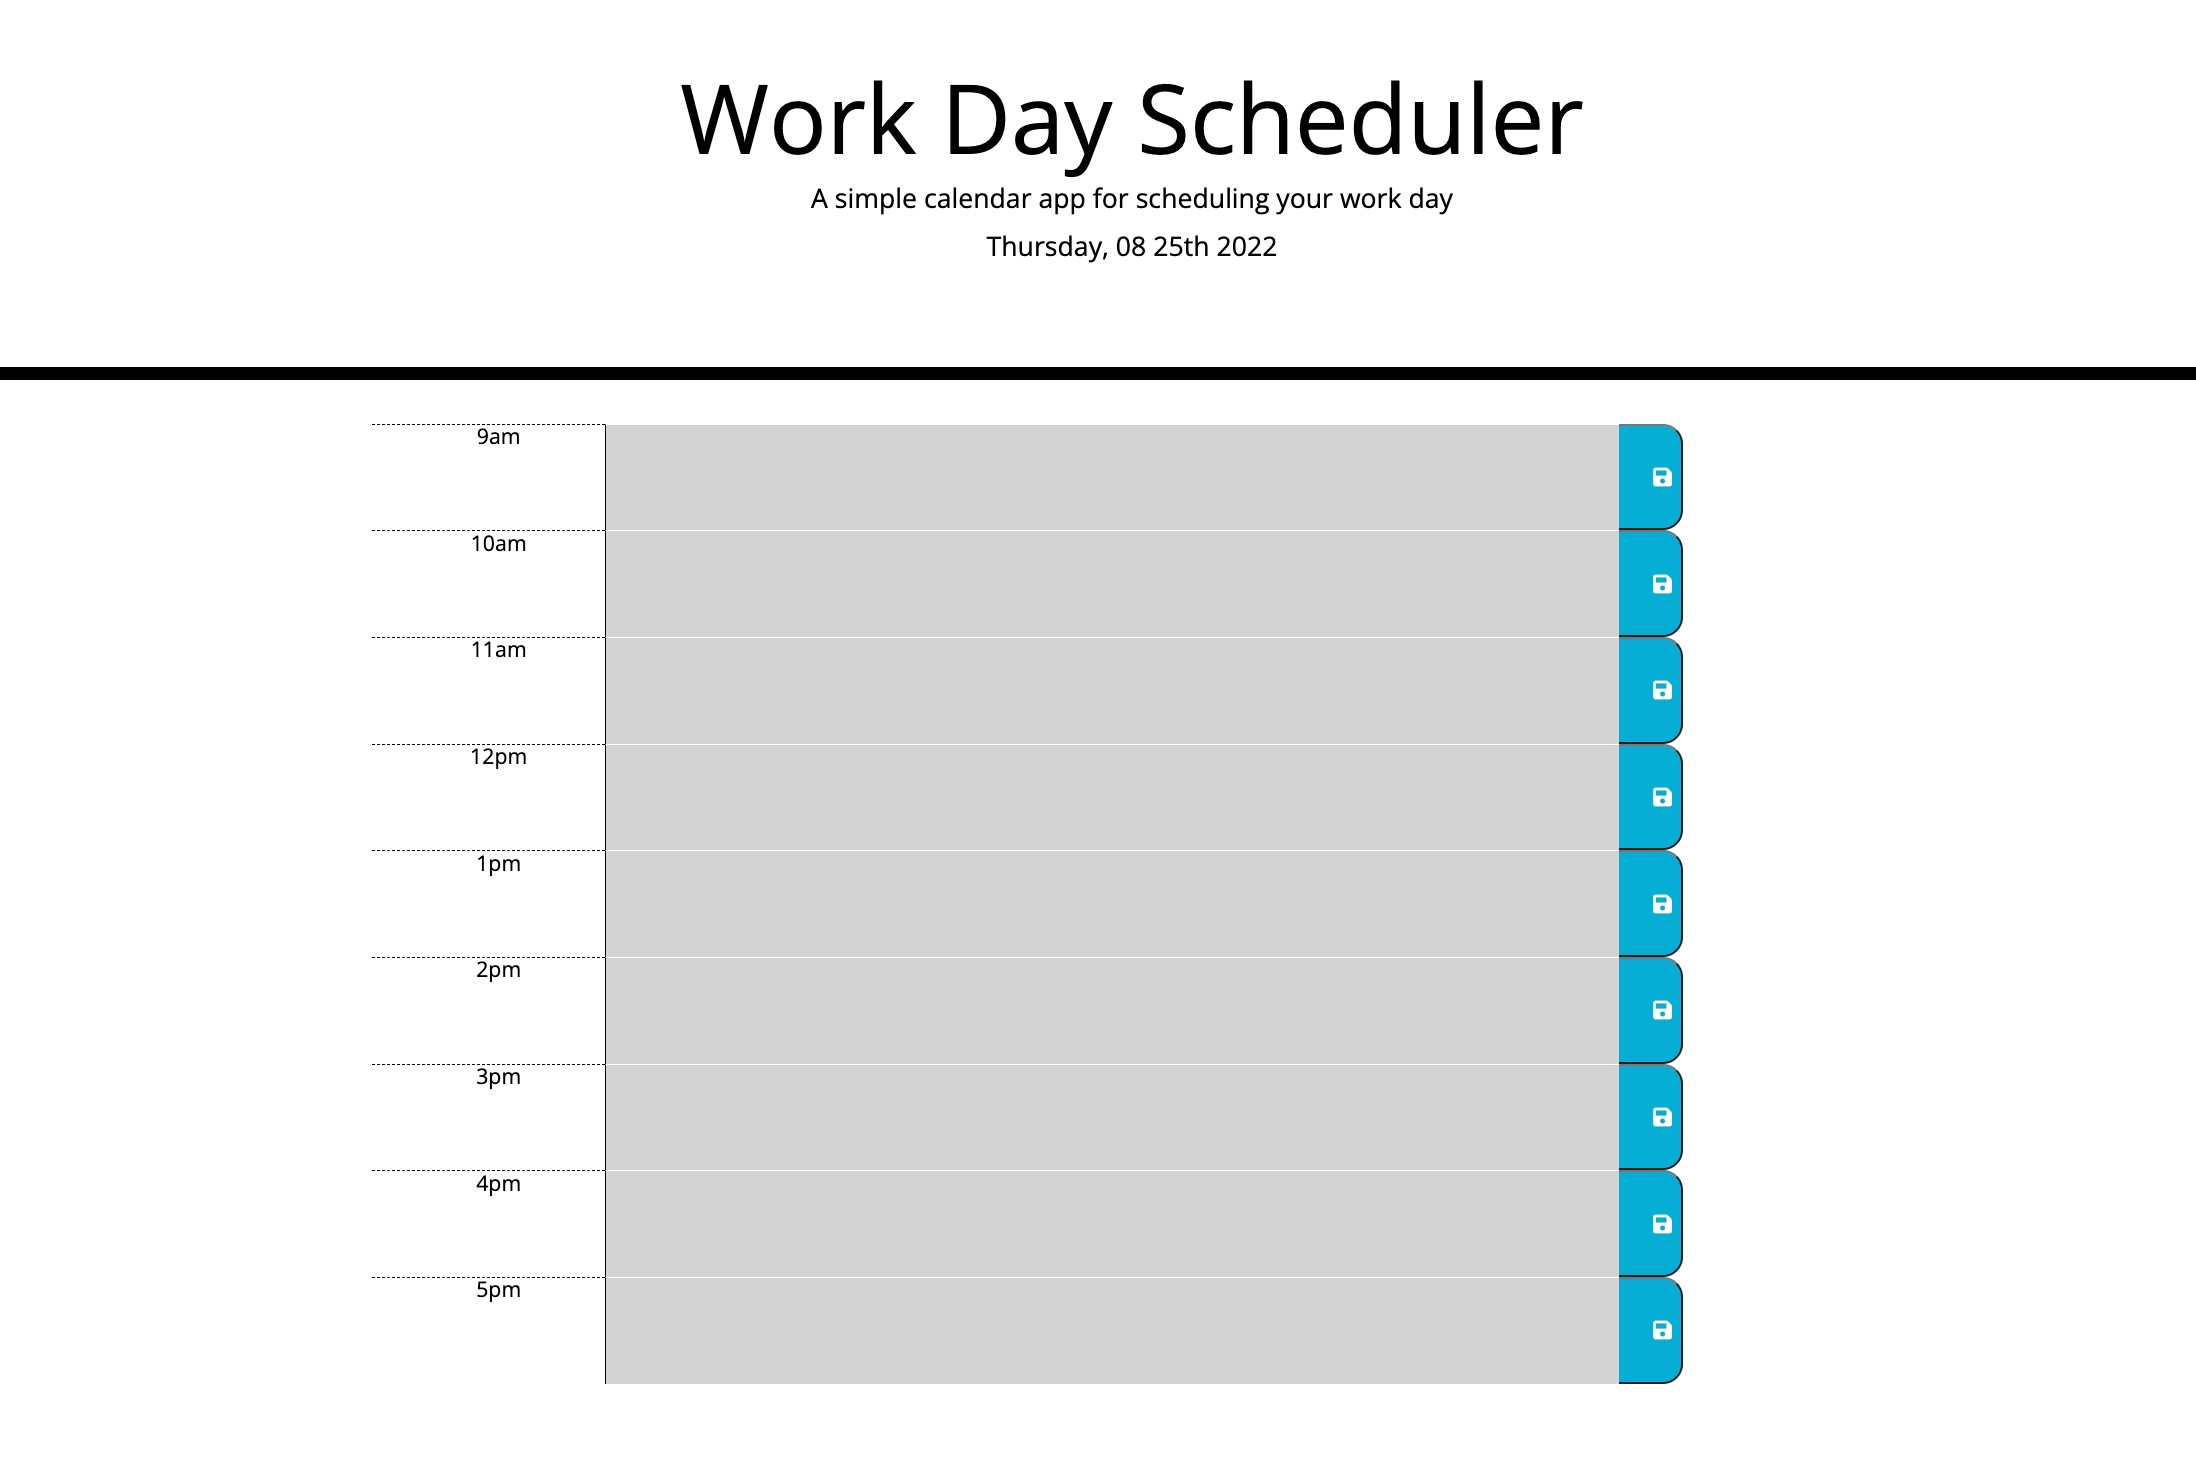 Work Day Scheduler
A simple calendar app for scheduling your work day
Thursday, 08 25th 2022
9am
10am
11am
12pm
1pm
2pm
3pm
4pm
5pm